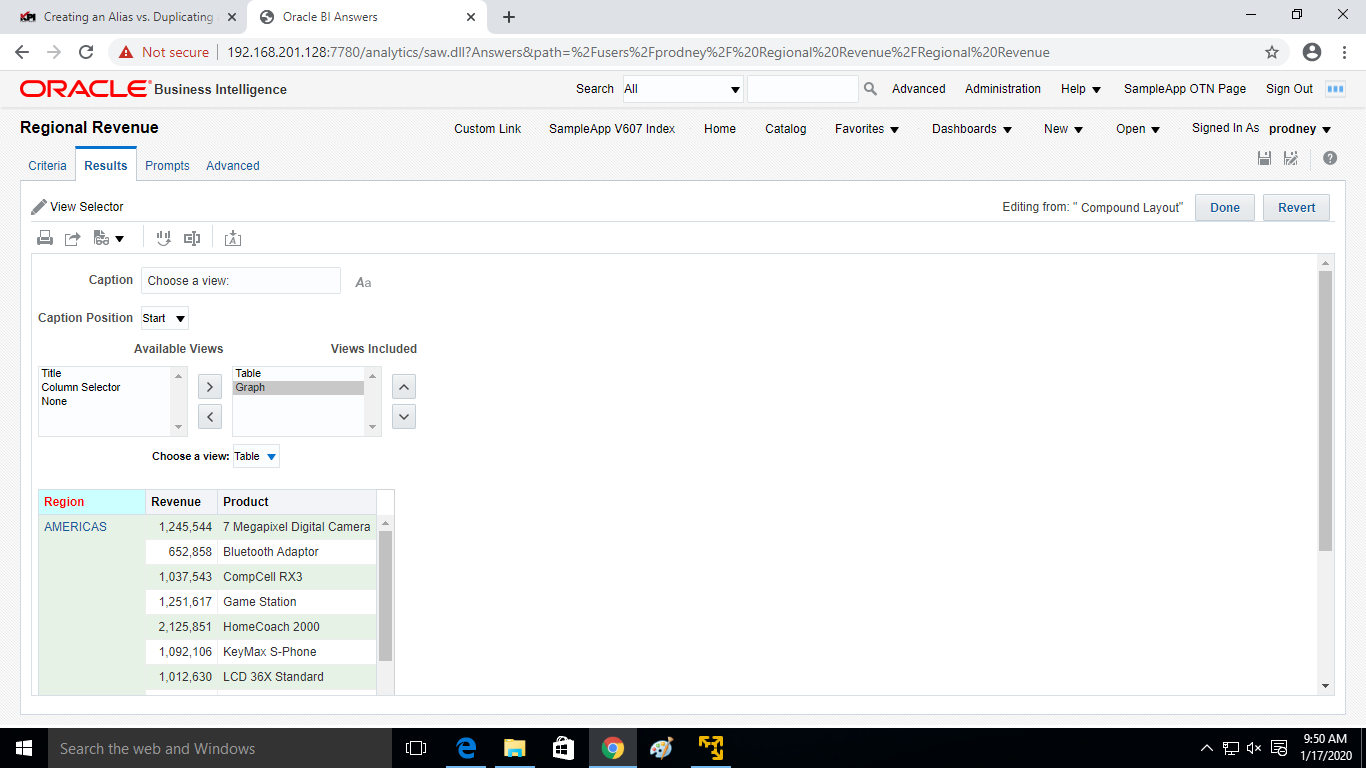 Creating an Alias vs. Duplicating
Oracle BI Answers
Not secure 192.168.201.128:7780/analytics/saw.dll?Answers&path=%2Fusers%2Fprodney%2F%20Regional%20Revenue%2FRegional%20Revenue
ORACLE Business Intelligence
Search All Advanced Administration Help SampleApp OTN Page Sign Out
Regional Revenue
Custom Link SampleApp V607 Index Home Catalog Favorites Dashboards New Open Signed In As prodney
Criteria Results Prompts Advanced
View Selector
Editing from: " Compound Layout" Done Revert
Caption Choose a view: Aa
Caption Position Start
Available Views Views Included
Title
Column Selector
None
Table
Graph
Choose a view: Table
Region Revenue Product
AMERICAS 1,245,544 7 Megapixel Digital Camera
652,858 Bluetooth Adaptor
1,037,543 CompCell RX3
1,251,617 Game Station
2,125,851 HomeCoach 2000
1,092,106 KeyMax S-Phone
1,012,630 LCD 36X Standard
Search the web and Windows
9:50 AM
1/17/2020